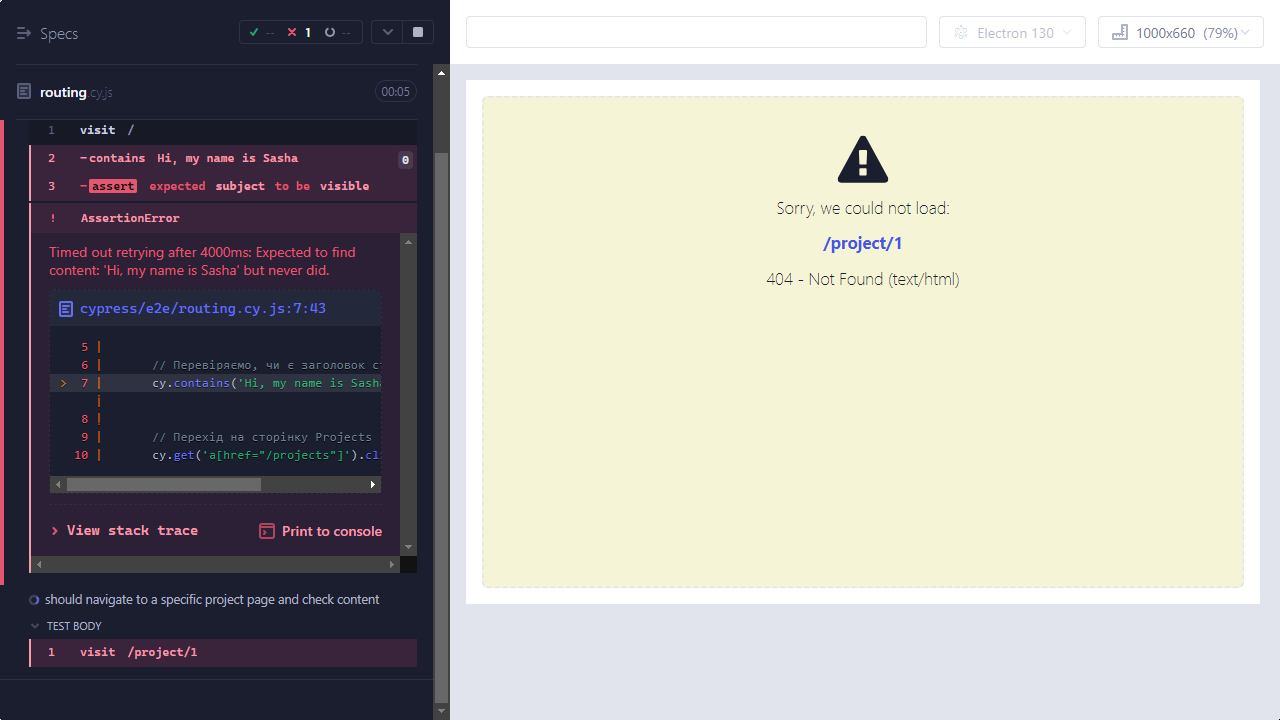 Specs
-- 1 --
Electron 130
1000x660 (79%)
routing.cy.js
00:05
1 visit /
2 -contains Hi, my name is Sasha 0
3 -assert expected subject to be visible
! AssertionError
Timed out retrying after 4000ms: Expected to find
content: 'Hi, my name is Sasha' but never did.
cypress/e2e/routing.cy.js:7:43
5 |
6 | // Перевіряємо, чи є заголовок
> 7 | cy.contains('Hi, my name is Sasha
|
8 |
9 | // Перехід на сторінку Projects
10 | cy.get('a[href="/projects"]').cli
> View stack trace
Print to console
should navigate to a specific project page and check content
TEST BODY
1 visit /project/1
Sorry, we could not load:
/project/1
404 - Not Found (text/html)